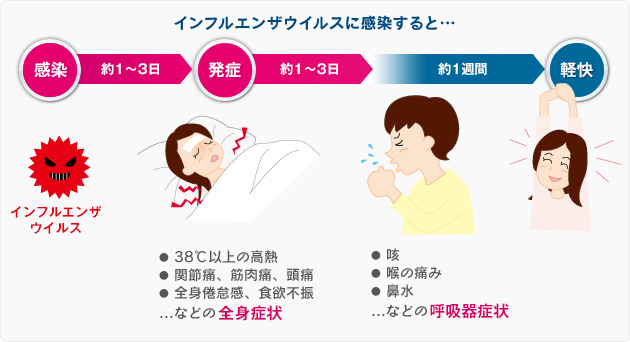 インフルエンザウイルスに感染すると…
感染
約1〜3日
発症
約1〜3日
約1週間
軽快
インフルエンザ
ウイルス
● 38℃以上の高熱
● 関節痛、筋肉痛、頭痛
● 全身倦怠感、食欲不振
…などの 全身症状
● 咳
● 喉の痛み
● 鼻水
…などの 呼吸器症状